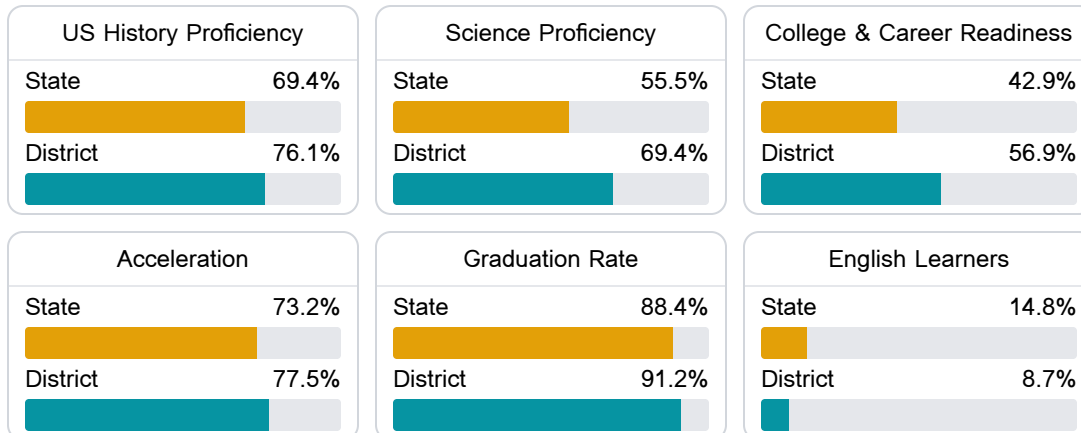 US History Proficiency
State 69.4%
District 76.1%
Science Proficiency
State 55.5%
District 69.4%
College & Career Readiness
State 42.9%
District 56.9%
Acceleration
State 73.2%
District 77.5%
Graduation Rate
State 88.4%
District 91.2%
English Learners
State 14.8%
District 8.7%